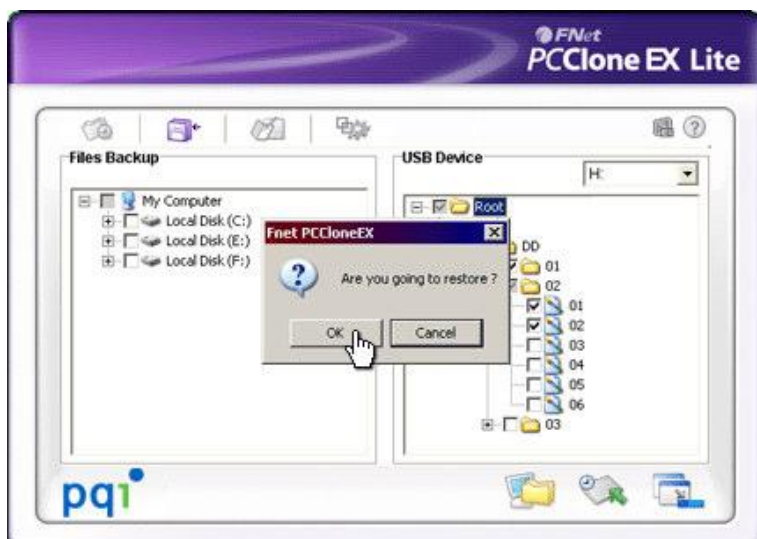 FNet
PCClone EX Lite
Files Backup
USB Device
H:
My Computer
Local Disk (C:)
Local Disk (E:)
Local Disk (F:)
Root
DD
01
02
01
02
03
04
05
06
03
Fnet PCCloneEX
Are you going to restore ?
OK
Cancel
pqi